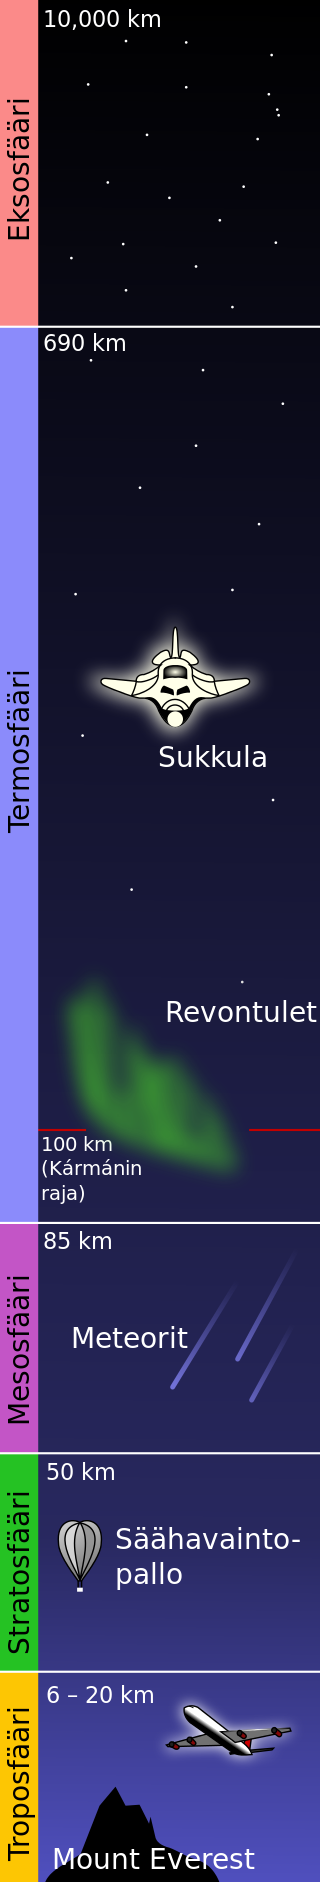 10,000 km
Eksosfääri
690 km
Termosfääri
Sukkula
Revontulet
100 km
(Kármánin
raja)
85 km
Mesosfääri
Meteorit
50 km
Stratosfääri
Säähavainto-
pallo
6 – 20 km
Troposfääri
Mount Everest